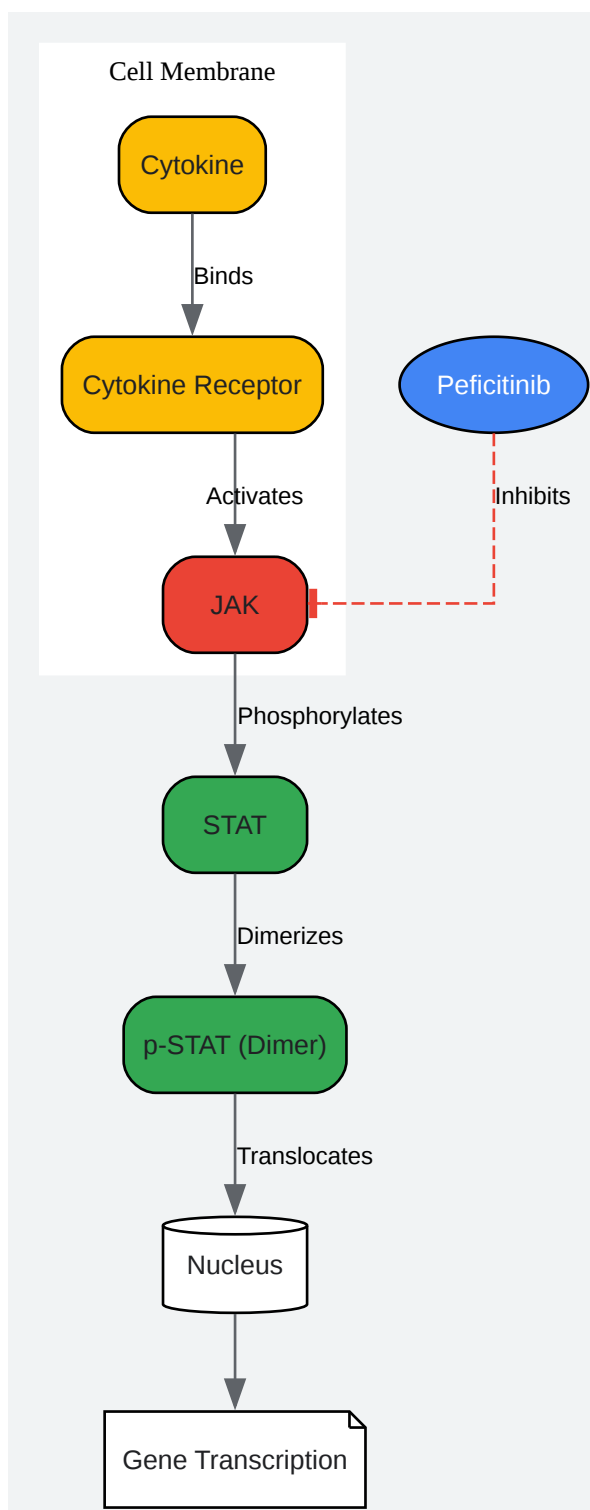 Cell Membrane
Cytokine
Binds
Cytokine Receptor
Peficitinib
Activates
Inhibits
JAK
Phosphorylates
STAT
Dimerizes
p-STAT (Dimer)
Translocates
Nucleus
Gene Transcription